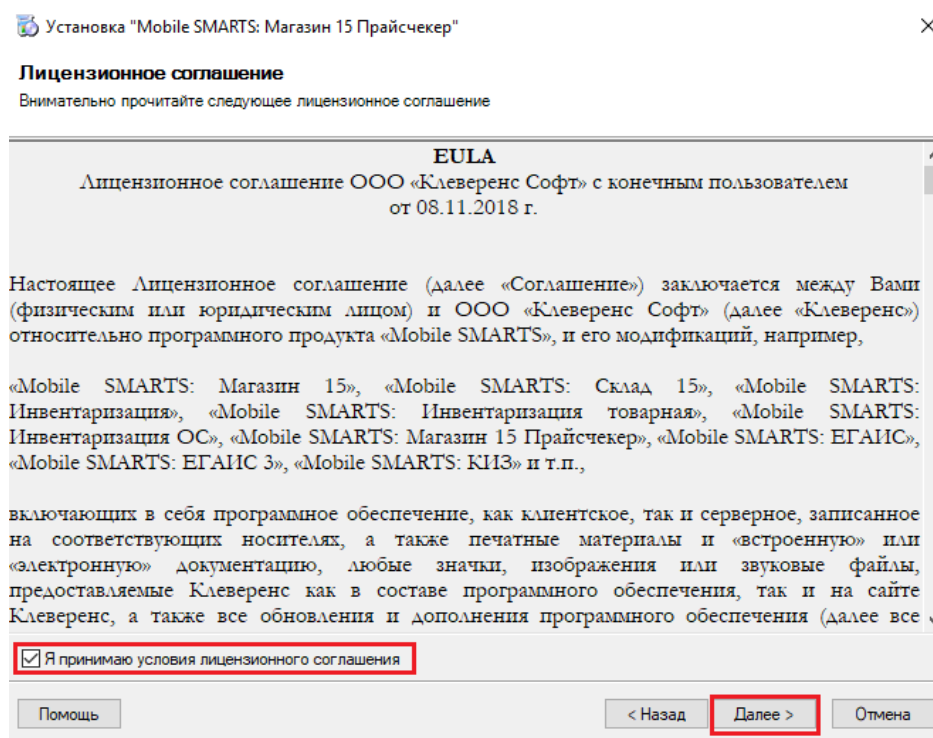 Установка "Mobile SMARTS: Магазин 15 Прайсчекер"
Лицензионное соглашение
Внимательно прочитайте следующее лицензионное соглашение
EULA
Лицензионное соглашение ООО «Клеверенс Софт» с конечным пользователем
от 08.11.2018 г.
Настоящее Лицензионное соглашение (далее «Соглашение») заключается между Вами
(физическим или юридическим лицом) и ООО «Клеверенс Софт» (далее «Клеверенс»)
относительно программного продукта «Mobile SMARTS», и его модификаций, например,
«Mobile SMARTS: Магазин 15», «Mobile SMARTS: Склад 15», «Mobile SMARTS:
Инвентаризация», «Mobile SMARTS: Инвентаризация товарная», «Mobile SMARTS:
Инвентаризация ОС», «Mobile SMARTS: Магазин 15 Прайсчекер», «Mobile SMARTS: ЕГАИС»,
«Mobile SMARTS: ЕГАИС 3», «Mobile SMARTS: КИЗ» и т.п.,
включающих в себя программное обеспечение, как клиентское, так и серверное, записанное
на соответствующих носителях, а также печатные материалы и «встроенную» или
«электронную» документацию, любые значки, изображения или звуковые файлы,
предоставляемые Клеверенс как в составе программного обеспечения, так и на сайте
Клеверенс, а также все обновления и дополнения программного обеспечения (далее все
Я принимаю условия лицензионного соглашения
Помощь
< Назад
Далее >
Отмена